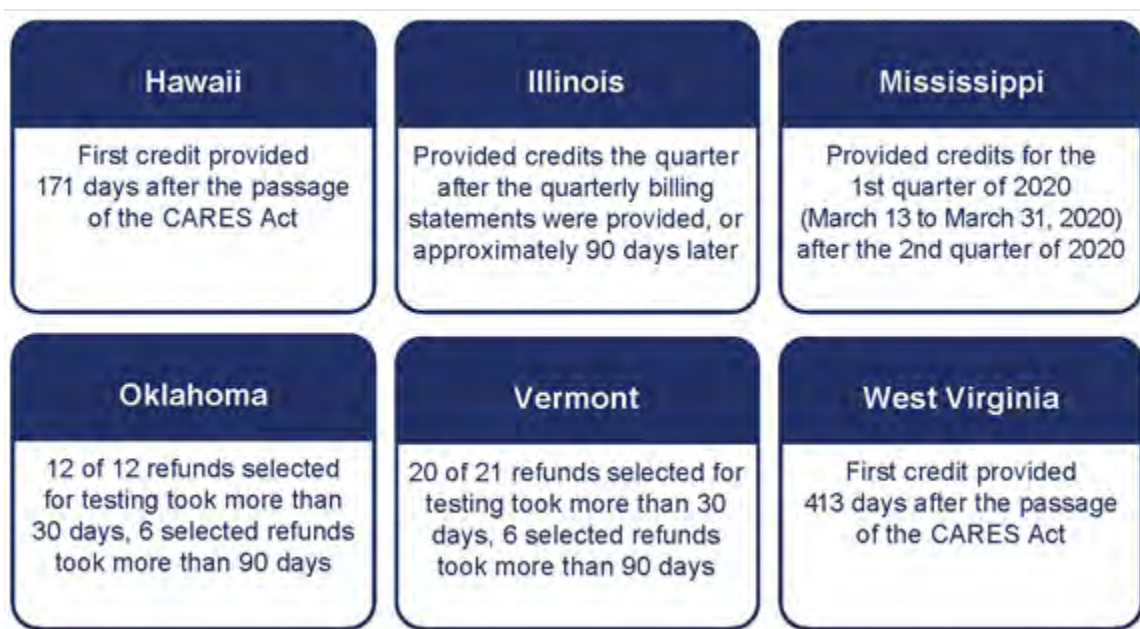 Hawaii
First credit provided
171 days after the passage
of the CARES Act
Illinois
Provided credits the quarter
after the quarterly billing
statements were provided, or
approximately 90 days later
Mississippi
Provided credits for the
1st quarter of 2020
(March 13 to March 31, 2020)
after the 2nd quarter of 2020
Oklahoma
12 of 12 refunds selected
for testing took more than
30 days, 6 selected refunds
took more than 90 days
Vermont
20 of 21 refunds selected for
testing took more than 30
days, 6 selected refunds
took more than 90 days
West Virginia
First credit provided
413 days after the passage
of the CARES Act